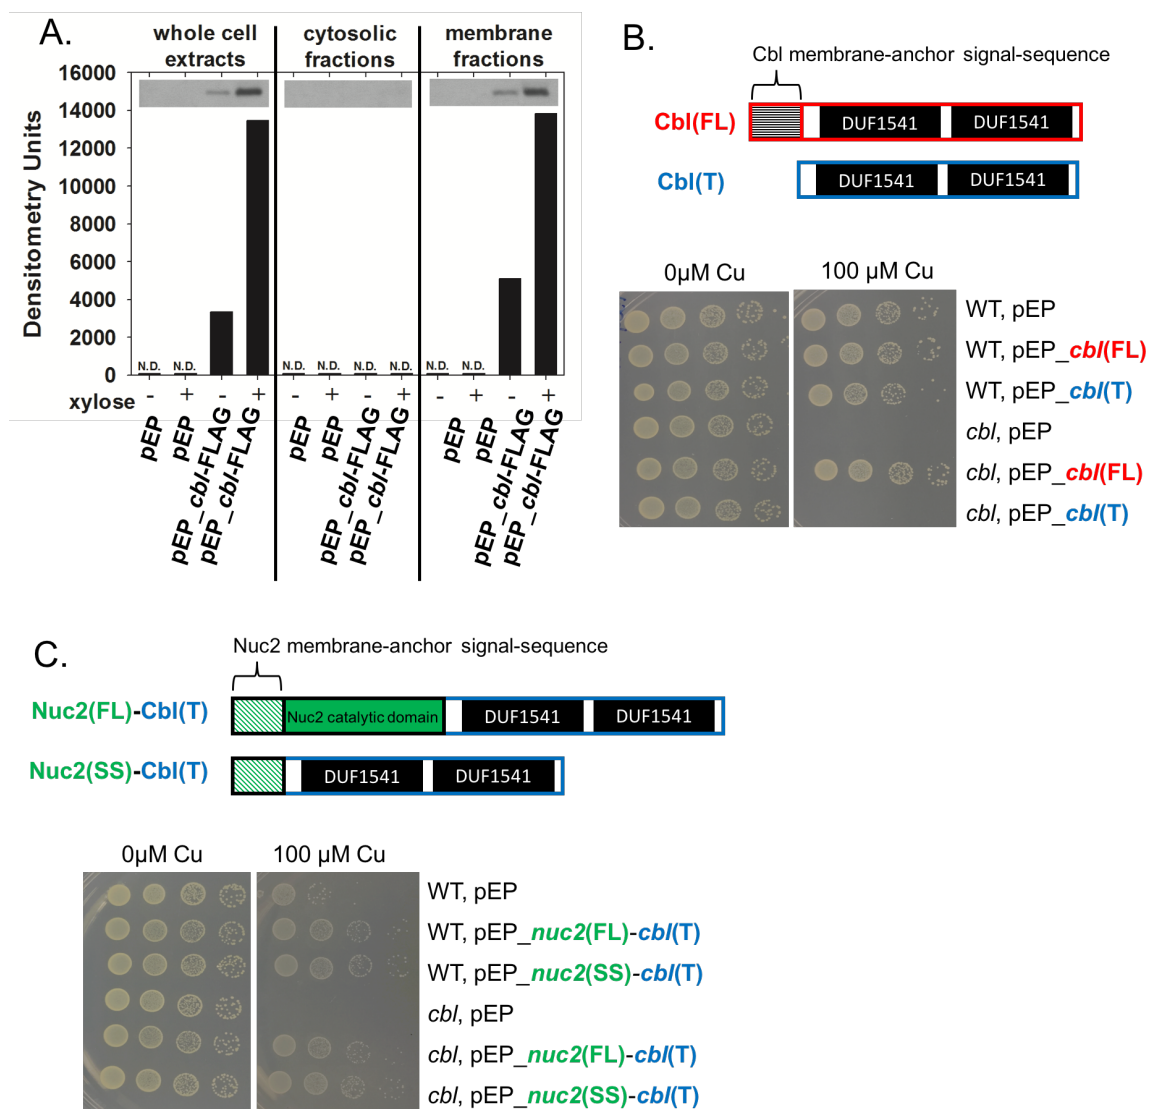 A.
whole cell extracts
cytosolic fractions
membrane fractions
Densitometry Units
16000
14000
12000
10000
8000
6000
4000
2000
0
N.D. N.D. N.D. N.D. N.D. N.D. N.D. N.D.
xylose - + - + - + - + - + - +
pEP
pEP
pEP_cbl-FLAG
pEP_cbl-FLAG
pEP
pEP
pEP_cbl-FLAG
pEP_cbl-FLAG
pEP
pEP
pEP_cbl-FLAG
pEP_cbl-FLAG
B.
Cbl membrane-anchor signal-sequence
Cbl(FL) DUF1541 DUF1541
Cbl(T) DUF1541 DUF1541
0µM Cu 100 µM Cu
WT, pEP
WT, pEP_cbl(FL)
WT, pEP_cbl(T)
cbl, pEP
cbl, pEP_cbl(FL)
cbl, pEP_cbl(T)
C.
Nuc2 membrane-anchor signal-sequence
Nuc2(FL)-Cbl(T) Nuc2 catalytic domain DUF1541 DUF1541
Nuc2(SS)-Cbl(T) DUF1541 DUF1541
0µM Cu 100 µM Cu
WT, pEP
WT, pEP_nuc2(FL)-cbl(T)
WT, pEP_nuc2(SS)-cbl(T)
cbl, pEP
cbl, pEP_nuc2(FL)-cbl(T)
cbl, pEP_nuc2(SS)-cbl(T)